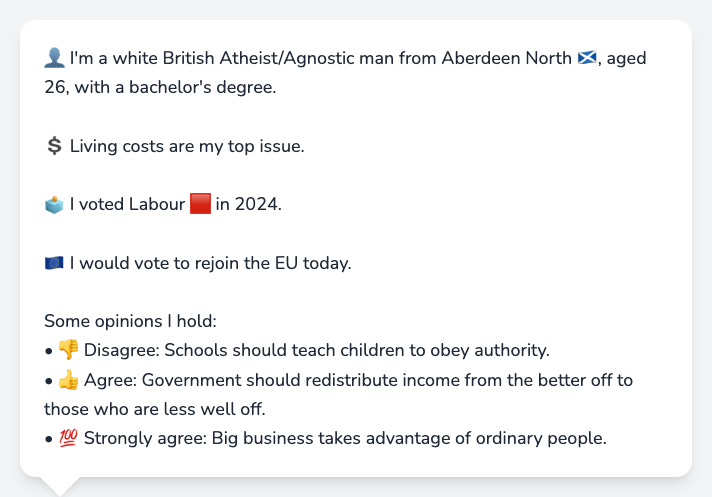 👤 I'm a white British Atheist/Agnostic man from Aberdeen North 🏴󠁧󠁢󠁳󠁣󠁴󠁿, aged
26, with a bachelor's degree.
💲 Living costs are my top issue.
🗳️ I voted Labour 🟥 in 2024.
🇪🇺 I would vote to rejoin the EU today.
Some opinions I hold:
• 👎 Disagree: Schools should teach children to obey authority.
• 👍 Agree: Government should redistribute income from the better off to
those who are less well off.
• 💯 Strongly agree: Big business takes advantage of ordinary people.